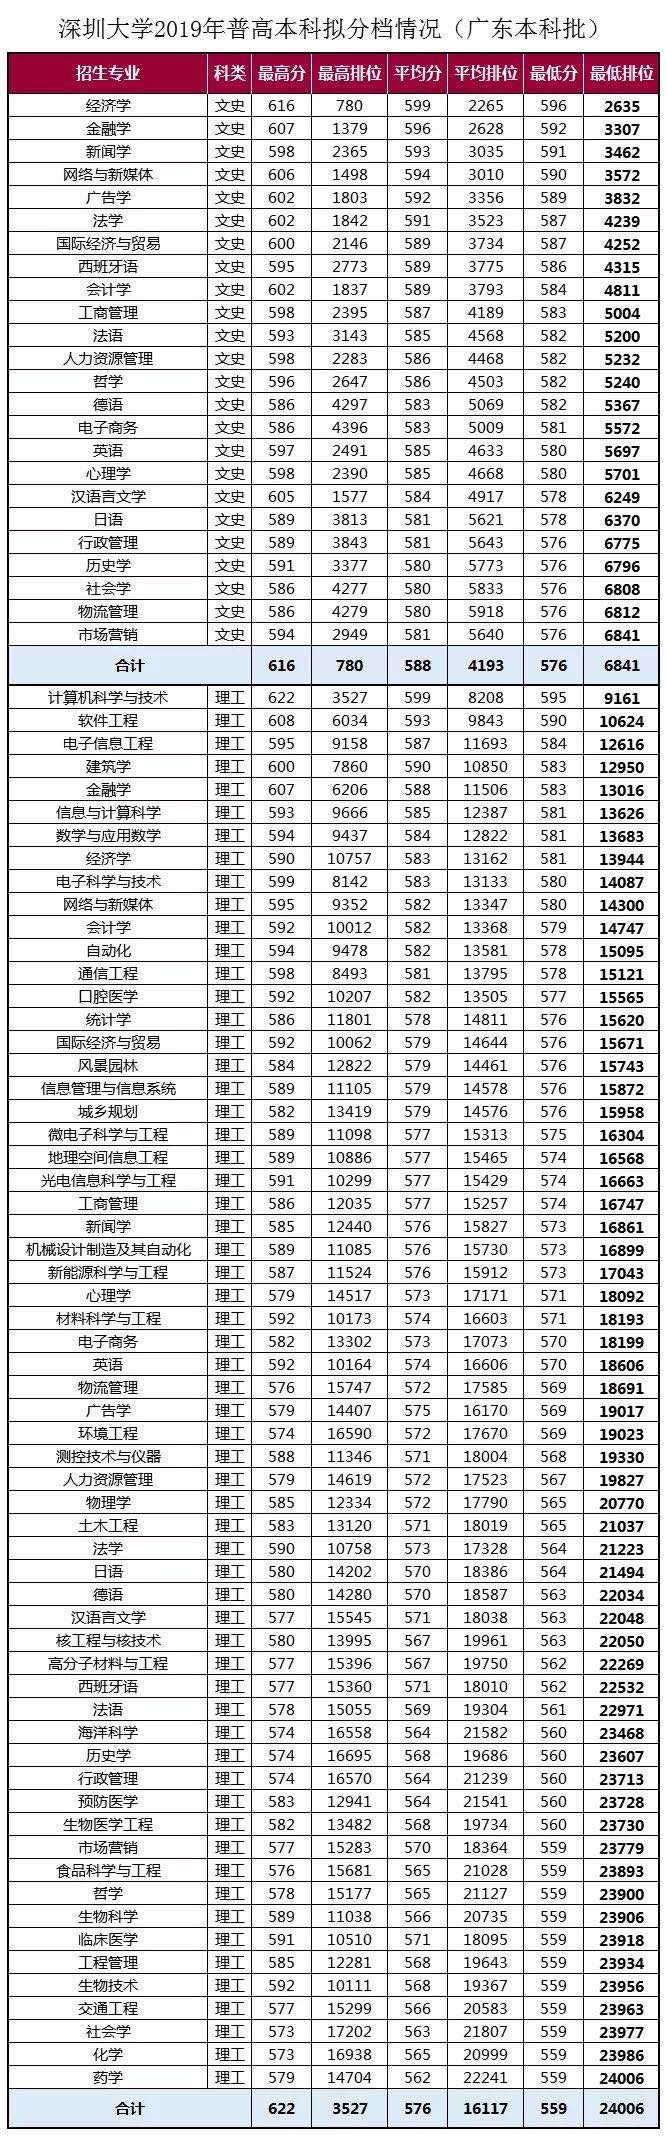 深圳大学2019年普高本科拟分档情况（广东本科批）
招生专业 科类 最高分 最高排位 平均分 平均排位 最低分 最低排位
经济学 文史 616 780 599 2265 596 2635
金融学 文史 607 1379 596 2628 592 3307
新闻学 文史 598 2365 593 3035 591 3462
网络与新媒体 文史 606 1498 594 3010 590 3572
广告学 文史 602 1803 592 3356 589 3832
法学 文史 602 1842 591 3523 587 4239
国际经济与贸易 文史 600 2146 589 3734 587 4252
西班牙语 文史 595 2773 589 3775 586 4315
会计学 文史 602 1837 589 3793 584 4811
工商管理 文史 598 2395 587 4189 583 5004
法语 文史 593 3143 585 4568 582 5200
人力资源管理 文史 598 2283 586 4468 582 5232
哲学 文史 596 2647 586 4503 582 5240
德语 文史 586 4297 583 5069 582 5367
电子商务 文史 586 4396 583 5009 581 5572
英语 文史 597 2491 585 4633 580 5697
心理学 文史 598 2390 585 4668 580 5701
汉语言文学 文史 605 1577 584 4917 578 6249
日语 文史 589 3813 581 5621 578 6370
行政管理 文史 589 3843 581 5643 576 6775
历史学 文史 591 3377 580 5773 576 6796
社会学 文史 586 4277 580 5833 576 6808
物流管理 文史 586 4279 580 5918 576 6812
市场营销 文史 594 2949 581 5640 576 6841
合计 616 780 588 4193 576 6841
计算机科学与技术 理工 622 3527 599 8208 595 9161
软件工程 理工 608 6034 593 9843 590 10624
电子信息工程 理工 595 9158 587 11693 584 12616
建筑学 理工 600 7860 590 10850 583 12950
金融学 理工 607 6206 588 11506 583 13016
信息与计算科学 理工 593 9666 585 12387 581 13626
数学与应用数学 理工 594 9437 584 12822 581 13683
经济学 理工 590 10757 583 13162 581 13944
电子科学与技术 理工 599 8142 583 13133 580 14087
网络与新媒体 理工 595 9352 582 13347 580 14300
会计学 理工 592 10012 582 13368 579 14747
自动化 理工 594 9478 582 13581 578 15095
通信工程 理工 598 8493 581 13795 578 15121
口腔医学 理工 592 10207 582 13505 577 15565
统计学 理工 586 11801 578 14811 576 15620
国际经济与贸易 理工 592 10062 579 14644 576 15671
风景园林 理工 584 12822 579 14461 576 15743
信息管理与信息系统 理工 589 11105 579 14578 576 15872
城乡规划 理工 582 13419 579 14576 576 15958
微电子科学与工程 理工 589 11098 577 15313 575 16304
地理空间信息工程 理工 589 10886 577 15465 574 16568
光电信息科学与工程 理工 591 10299 577 15429 574 16663
工商管理 理工 586 12035 577 15257 574 16747
新闻学 理工 585 12440 576 15827 573 16861
机械设计制造及其自动化 理工 589 11085 576 15730 573 16899
新能源科学与工程 理工 587 11524 576 15912 573 17043
心理学 理工 579 14517 573 17171 571 18092
材料科学与工程 理工 592 10173 574 16603 571 18193
电子商务 理工 582 13302 573 17073 570 18199
英语 理工 592 10164 574 16606 570 18606
物流管理 理工 576 15747 572 17585 569 18691
广告学 理工 579 14407 575 16170 569 19017
环境工程 理工 574 16590 572 17670 569 19023
测控技术与仪器 理工 588 11346 571 18004 568 19330
人力资源管理 理工 579 14619 572 17523 567 19827
物理学 理工 585 12334 572 17790 565 20770
土木工程 理工 583 13120 571 18019 565 21037
法学 理工 590 10758 573 17328 564 21223
日语 理工 580 14202 570 18386 564 21494
德语 理工 580 14280 570 18587 563 22034
汉语言文学 理工 577 15545 571 18038 563 22048
核工程与核技术 理工 580 13995 567 19961 563 22050
高分子材料与工程 理工 577 15396 567 19750 562 22269
西班牙语 理工 577 15360 571 18010 562 22532
法语 理工 578 15055 569 19304 561 22971
海洋科学 理工 574 16558 564 21582 560 23468
历史学 理工 574 16695 568 19686 560 23607
行政管理 理工 574 16570 564 21239 560 23713
预防医学 理工 583 12941 564 21541 560 23728
生物医学工程 理工 582 13482 568 19734 560 23730
市场营销 理工 577 15283 570 18364 559 23779
食品科学与工程 理工 576 15681 565 21028 559 23893
哲学 理工 578 15177 565 21127 559 23900
生物科学 理工 589 11038 566 20735 559 23906
临床医学 理工 591 10510 571 18095 559 23918
工程管理 理工 585 12281 568 19643 559 23934
生物技术 理工 592 10111 568 19367 559 23956
交通工程 理工 577 15299 566 20583 559 23963
社会学 理工 573 17202 563 21807 559 23977
化学 理工 573 16938 565 20999 559 23986
药学 理工 579 14704 562 22241 559 24006
合计 622 3527 576 16117 559 24006